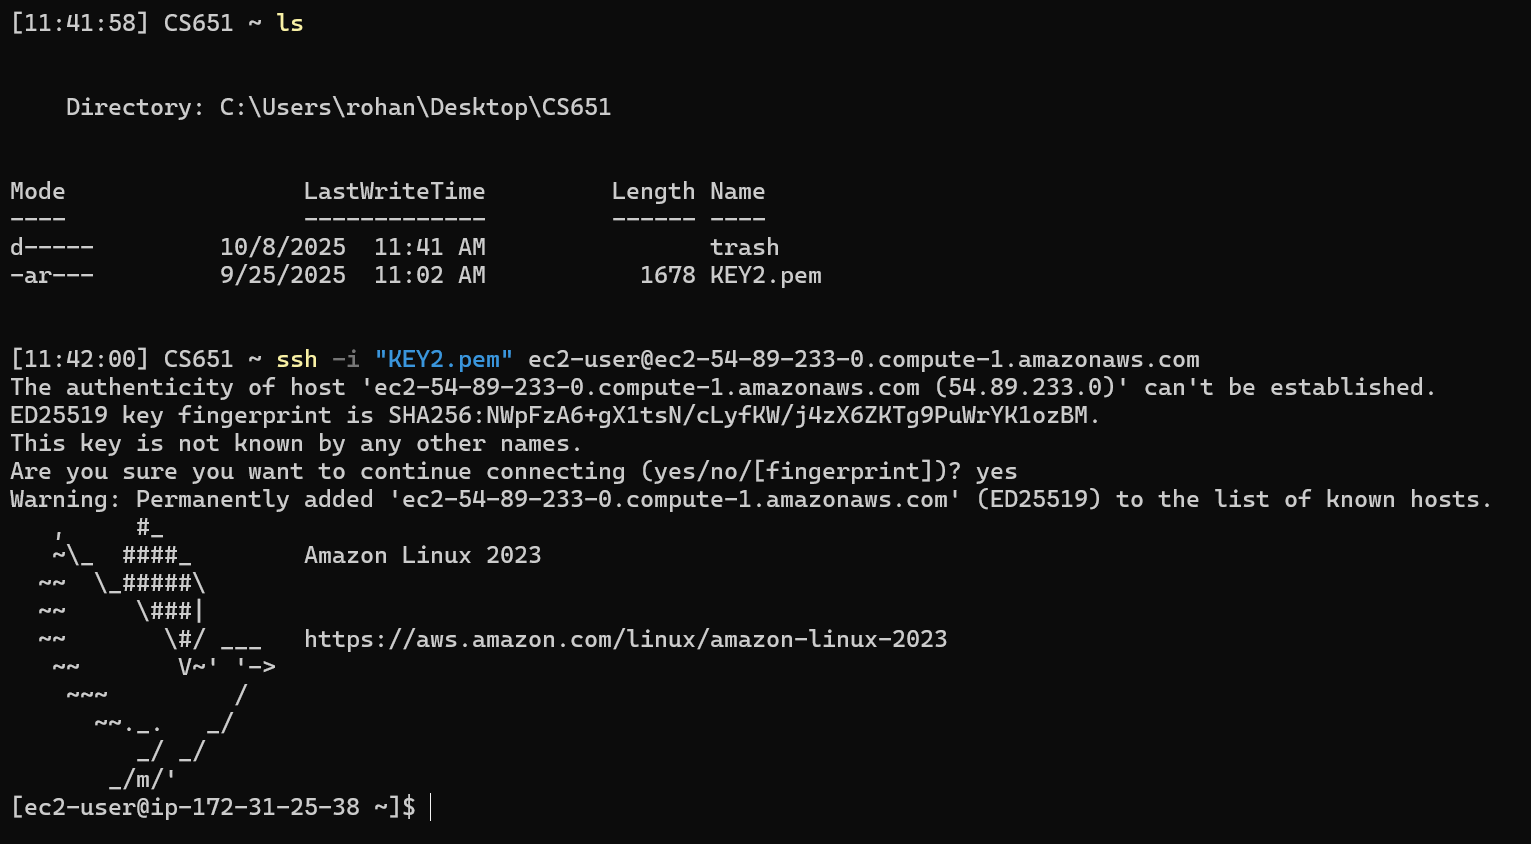 [11:41:58] CS651 ~ ls
    Directory: C:\Users\rohan\Desktop\CS651
Mode                 LastWriteTime         Length Name
----                 -------------         ------ ----
d-----         10/8/2025  11:41 AM                trash
-ar---         9/25/2025  11:02 AM           1678 KEY2.pem
[11:42:00] CS651 ~ ssh -i "KEY2.pem" ec2-user@ec2-54-89-233-0.compute-1.amazonaws.com
The authenticity of host 'ec2-54-89-233-0.compute-1.amazonaws.com (54.89.233.0)' can't be established.
ED25519 key fingerprint is SHA256:NWpFzA6+gX1tsN/cLyfKW/j4zX6ZKTg9PuWrYK1ozBM.
This key is not known by any other names.
Are you sure you want to continue connecting (yes/no/[fingerprint])? yes
Warning: Permanently added 'ec2-54-89-233-0.compute-1.amazonaws.com' (ED25519) to the list of known hosts.
   ,     #_
   ~\_  ####_        Amazon Linux 2023
  ~~  \_#####\
  ~~     \###|
  ~~       \#/ ___   https://aws.amazon.com/linux/amazon-linux-2023
   ~~       V~' '->
    ~~~         /
      ~~._.   _/
         _/ _/
       _/m/'
[ec2-user@ip-172-31-25-38 ~]$